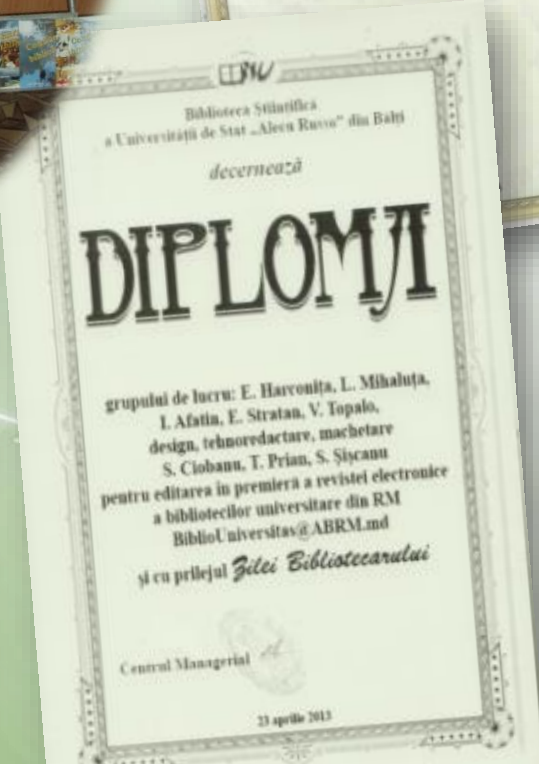 Biblioteca Științifică
a Universității de Stat „Alecu Russo” din Bălți
decernează
DIPLOMA
grupului de lucru: E. Harconița, L. Mihaluța,
I. Afatin, E. Stratan, V. Topalo,
design, tehnoredactare, machetare
S. Ciobanu, T. Prian, S. Șișcanu
pentru editarea în premieră a revistei electronice
a bibliotecilor universitare din RM
BiblioUniversitas@ABRM.md
și cu prilejul Zilei Bibliotecarului
Centrul Managerial
23 aprilie 2013